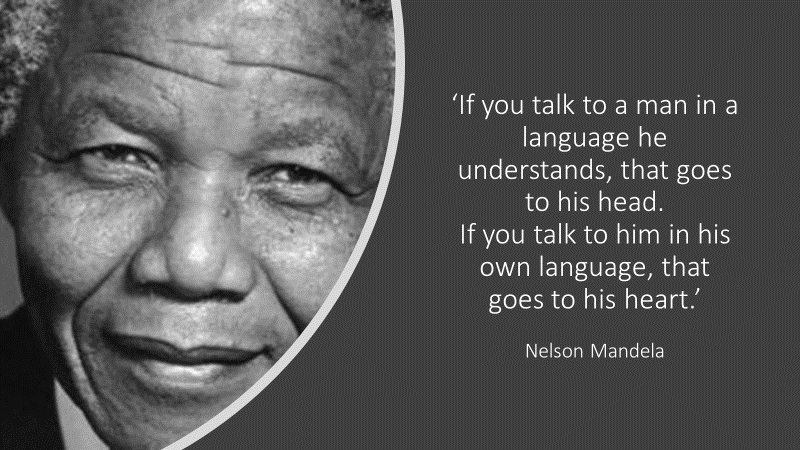 ‘If you talk to a man in a
language he
understands, that goes
to his head.
If you talk to him in his
own language, that
goes to his heart.’
Nelson Mandela